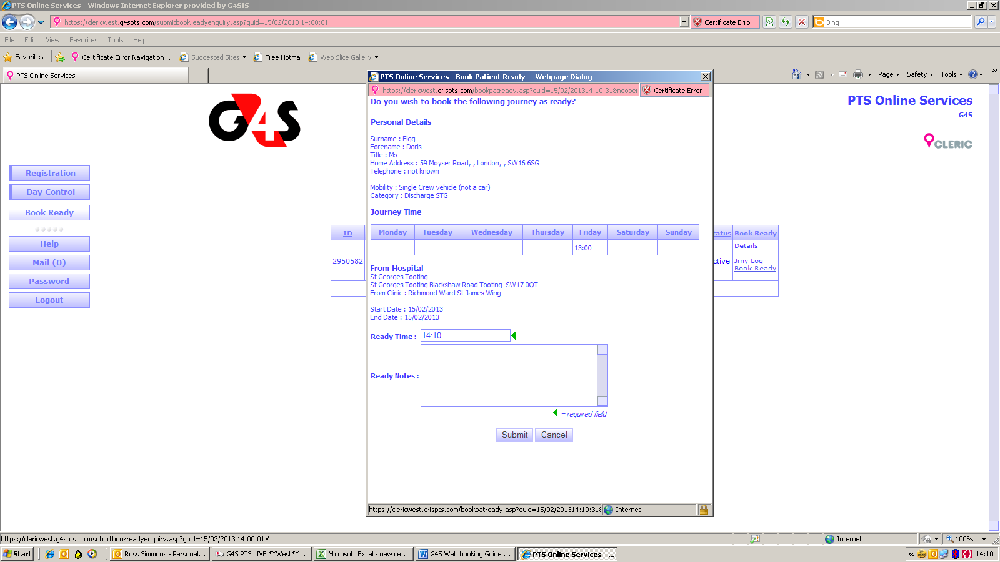 PTS Online Services - Windows Internet Explorer provided by G4SIS
https://clericwest.g4spts.com/submitbookreadyenquiry.asp?guid=15/02/2013 14:00:01
Certificate Error
Bing
File Edit View Favorites Tools Help
Favorites
Certificate Error Navigation ...
Suggested Sites
Free Hotmail
Web Slice Gallery
PTS Online Services
Page Safety Tools
»
G4S
PTS Online Services
G4S
CLERIC
Registration
Day Control
Book Ready
Help
Mail (0)
Password
Logout
ID
2950582
tatus Book Ready
ctive
Details
Jrny Log
Book Ready
PTS Online Services - Book Patient Ready -- Webpage Dialog
https://clericwest.g4spts.com/bookpatready.asp?guid=15/02/201314:10:31&nooper
Certificate Error
Do you wish to book the following journey as ready?
Personal Details
Surname : Figg
Forename : Doris
Title : Ms
Home Address : 59 Moyser Road, , London, , SW16 6SG
Telephone : not known
Mobility : Single Crew vehicle (not a car)
Category : Discharge STG
Journey Time
Monday Tuesday Wednesday Thursday Friday Saturday Sunday
13:00
From Hospital
St Georges Tooting
St Georges Tooting Blackshaw Road Tooting SW17 0QT
From Clinic : Richmond Ward St James Wing
Start Date : 15/02/2013
End Date : 15/02/2013
Ready Time : 14:10
Ready Notes :
= required field
Submit Cancel
https://clericwest.g4spts.com/bookpatready.asp?guid=15/02/201314:10:31&
Internet
https://clericwest.g4spts.com/submitbookreadyenquiry.asp?guid=15/02/2013 14:00:01#
Internet
100%
Start
Ross Simmons - Personal...
G4S PTS LIVE **West** ...
Microsoft Excel - new ce...
G4S Web booking Guide ...
PTS Online Services - ...
«
14:10